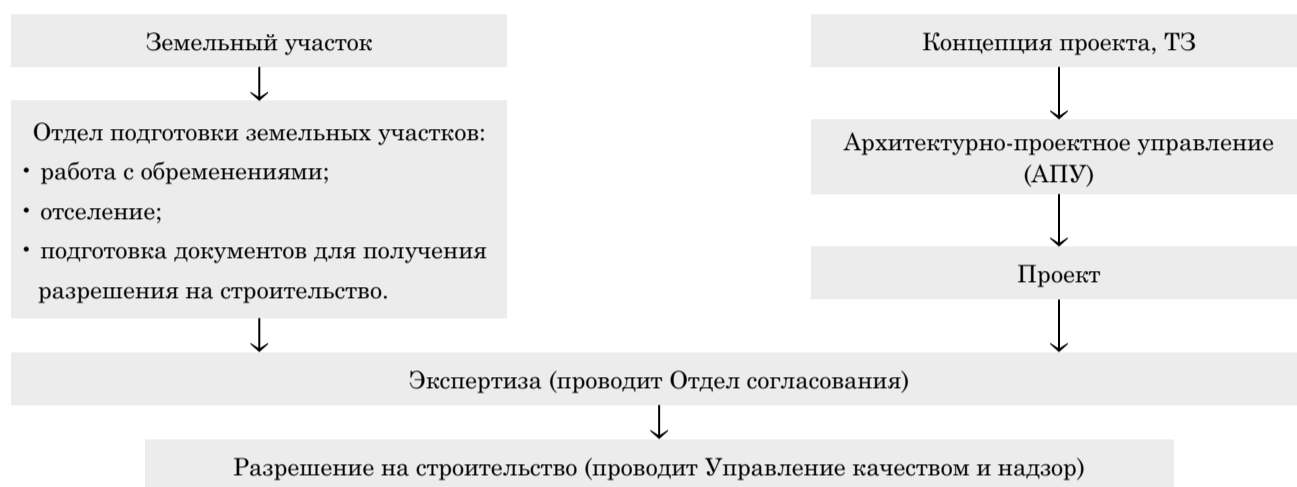 Земельный участок
Отдел подготовки земельных участков:
• работа с обременениями;
• отселение;
• подготовка документов для получения
разрешения на строительство.
Концепция проекта, ТЗ
Архитектурно-проектное управление
(АПУ)
Проект
Экспертиза (проводит Отдел согласования)
Разрешение на строительство (проводит Управление качеством и надзор)